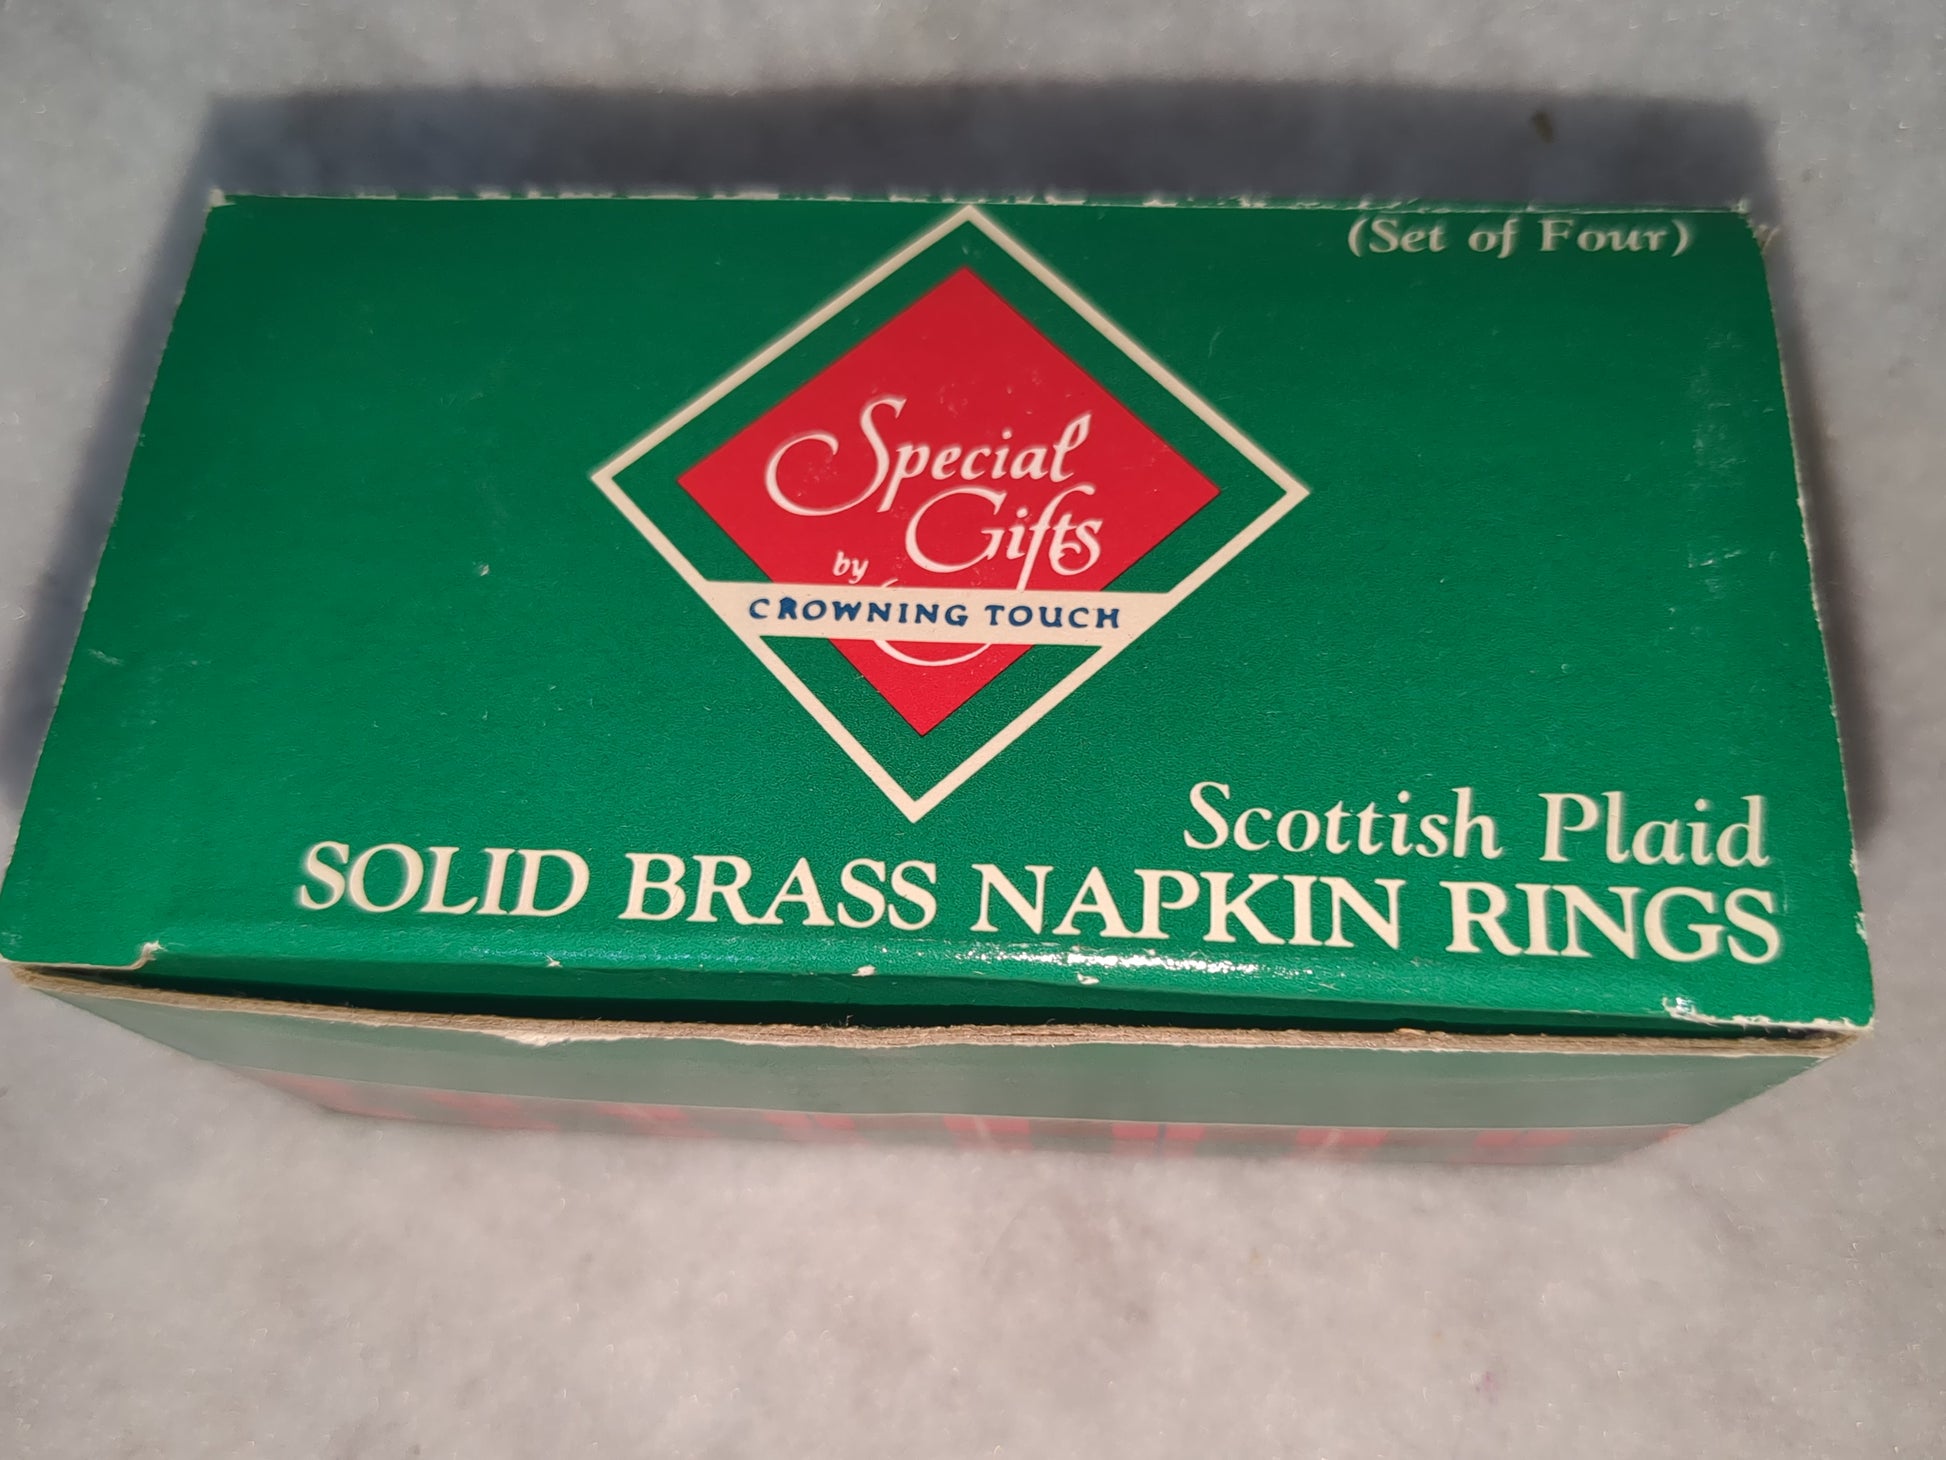 (Set of Four)
Special
Gifts
by
CROWNING TOUCH
Scottish Plaid
SOLID BRASS NAPKIN RINGS